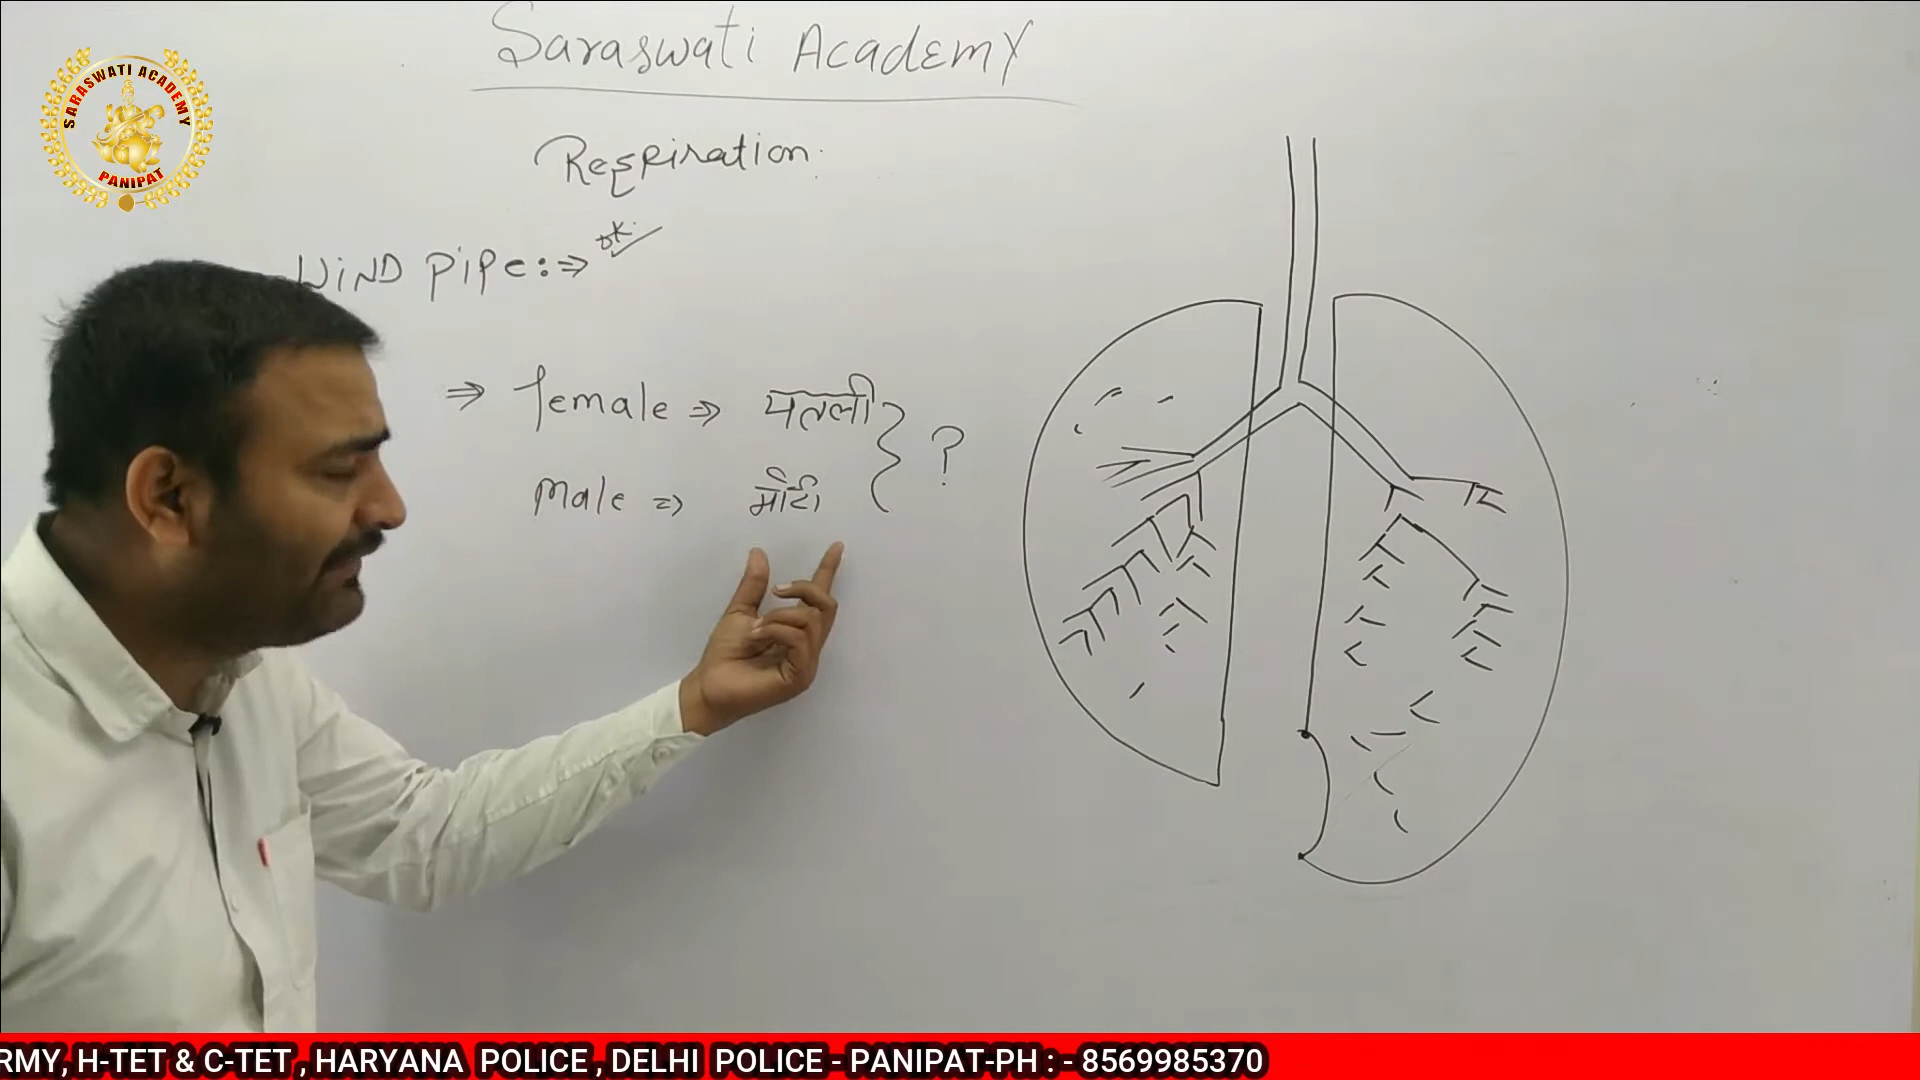 Saraswati Academy
SARASWATI ACADEMY
PANIPAT
Respiration
WIND PIPE :⇒ OK
⇒ female ⇒ पतली
male ⇒ मोटी
?
RMY, H-TET & C-TET , HARYANA POLICE , DELHI POLICE - PANIPAT-PH : - 8569985370